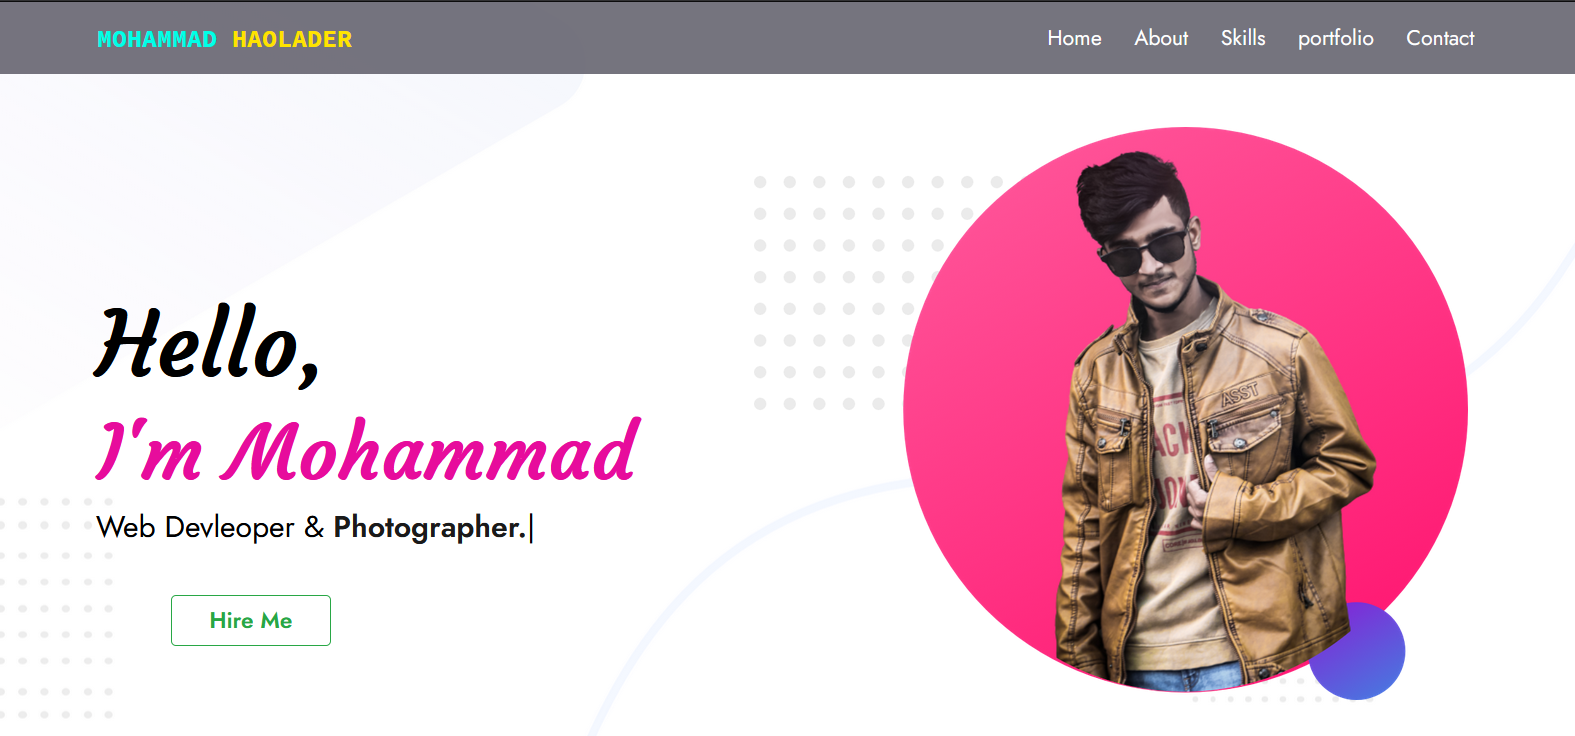 MOHAMMAD HAOLADER
Home About Skills portfolio Contact
Hello,
I'm Mohammad
Web Devleoper & Photographer.|
Hire Me
ASST